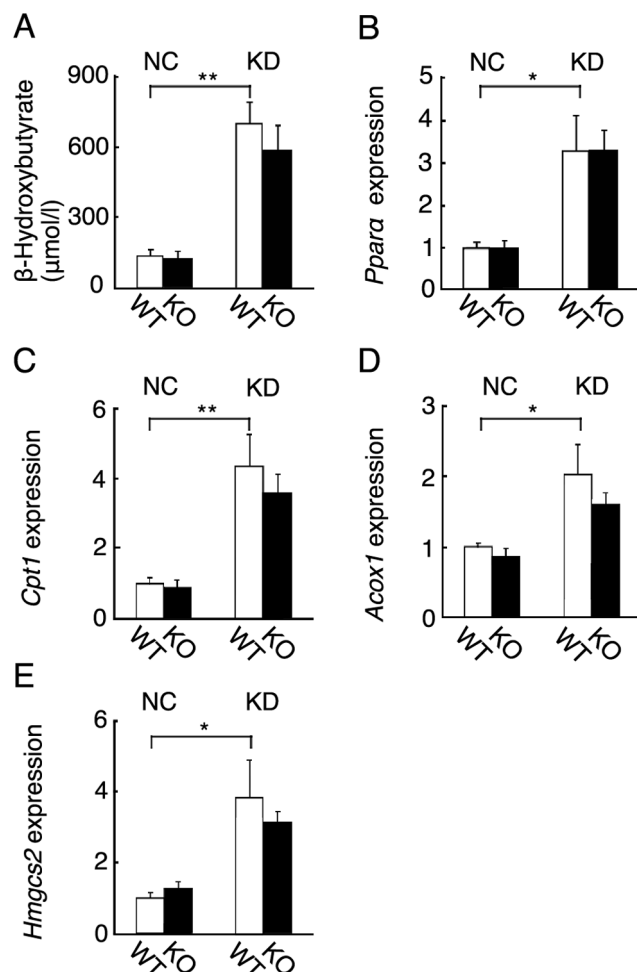 A
NC KD
**
β-Hydroxybutyrate
(μmol/l)
900
600
300
0
WT KO WT KO
B
NC KD
*
Pparα expression
5
4
3
2
1
0
WT KO WT KO
C
NC KD
**
Cpt1 expression
6
4
2
0
WT KO WT KO
D
NC KD
*
Acox1 expression
3
2
1
0
WT KO WT KO
E
NC KD
*
Hmgcs2 expression
6
4
2
0
WT KO WT KO